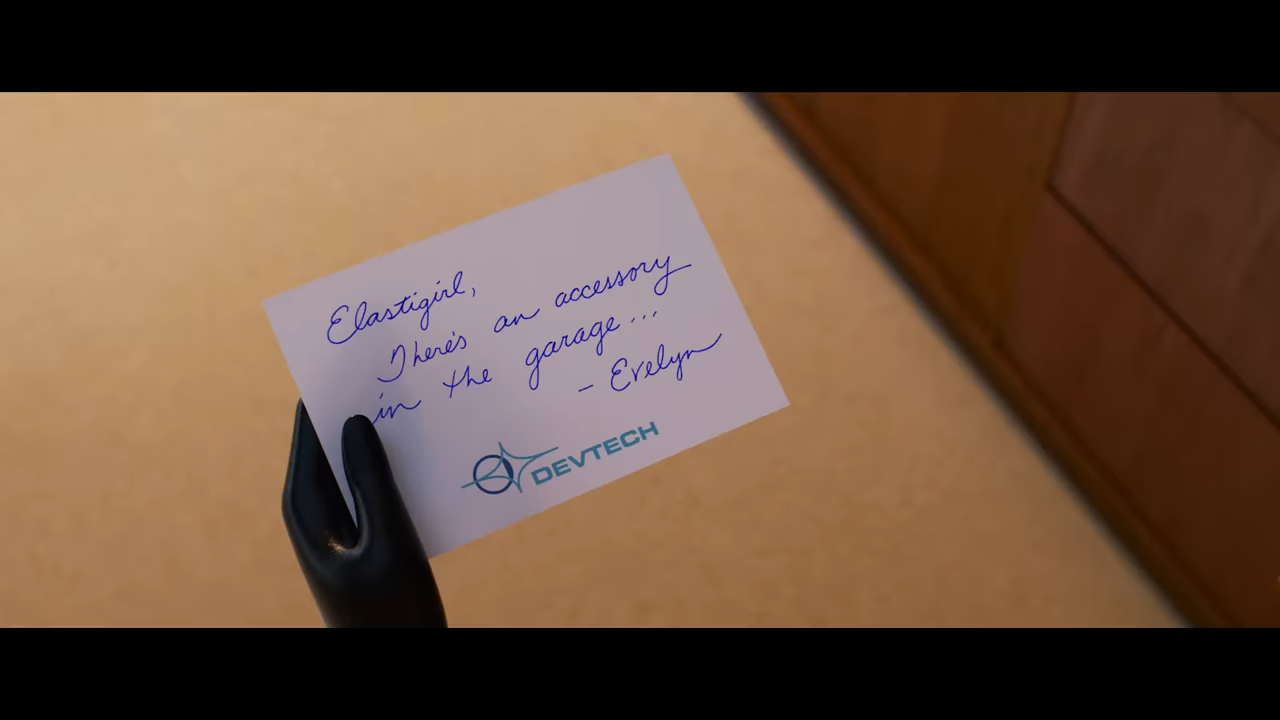 Elastigirl,
There's an accessory
in the garage...
- Evelyn
DEVTECH